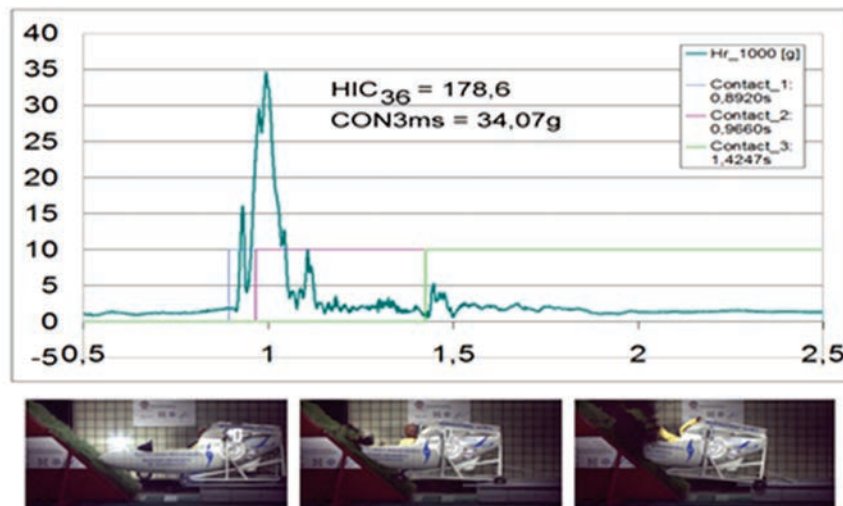 40
35
30
25
20
15
10
5
0
-5
0,5
1
1,5
2
2,5
HIC36 = 178,6
CON3ms = 34,07g
Hr_1000 [g]
Contact_1:
0,8920s
Contact_2:
0,9660s
Contact_3:
1,4247s